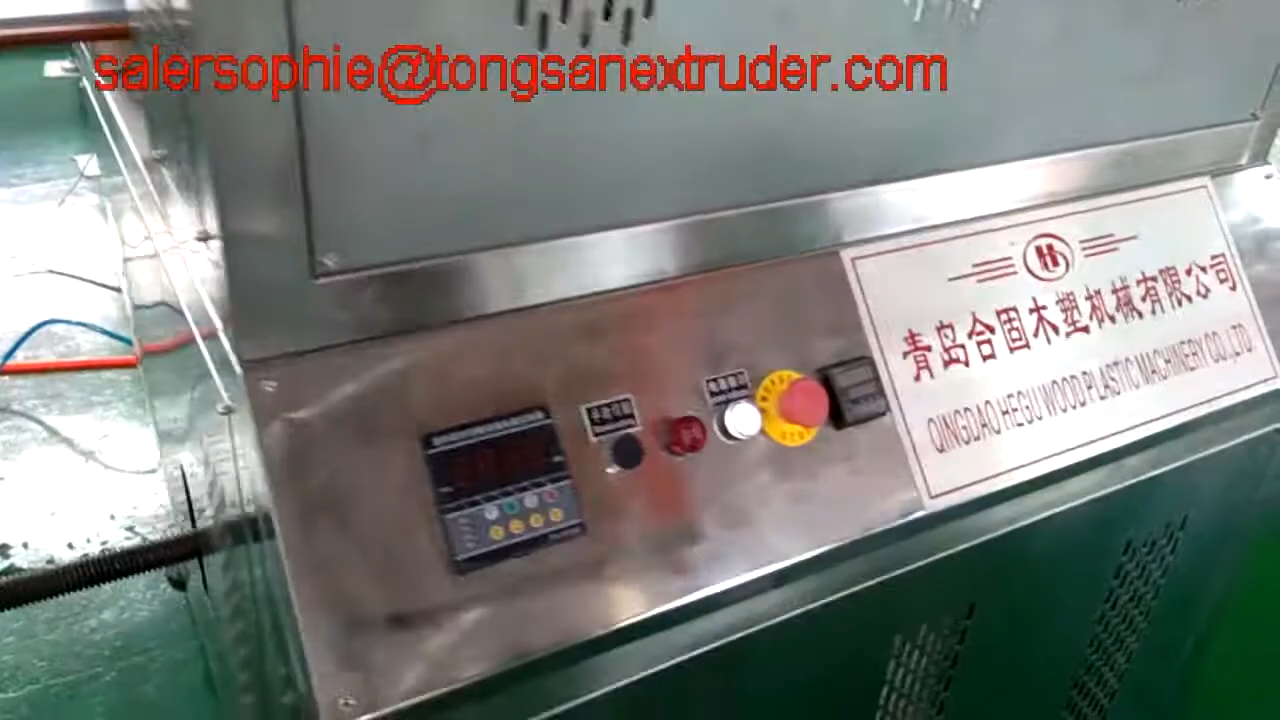 salersophie@tongsanextruder.com
青岛合固木塑机械有限公司
QINGDAO HEGU WOOD PLASTIC MACHINERY CO.,LTD